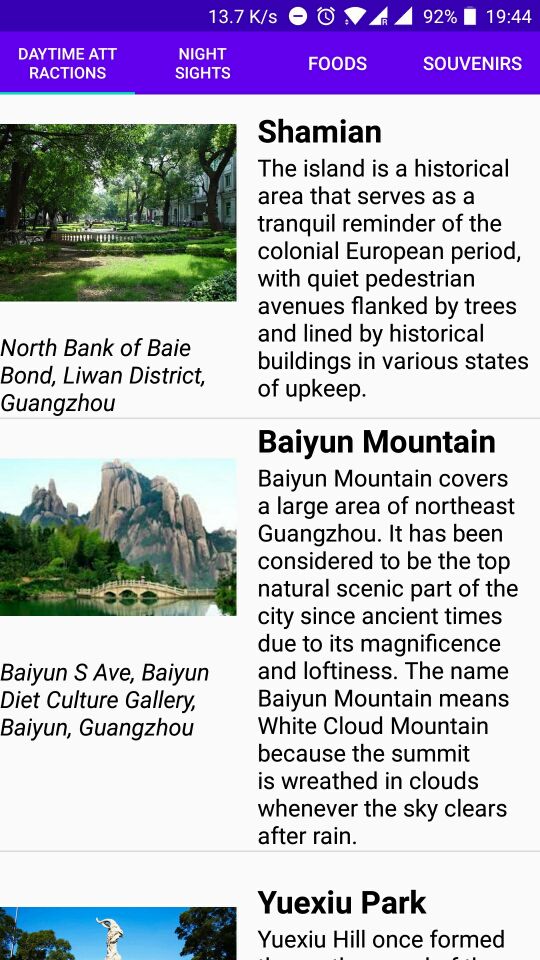 13.7 K/s R 92% 19:44
DAYTIME ATT
RACTIONS
NIGHT
SIGHTS
FOODS
SOUVENIRS
Shamian
The island is a historical
area that serves as a
tranquil reminder of the
colonial European period,
with quiet pedestrian
avenues flanked by trees
and lined by historical
buildings in various states
of upkeep.
North Bank of Baie
Bond, Liwan District,
Guangzhou
Baiyun Mountain
Baiyun Mountain covers
a large area of northeast
Guangzhou. It has been
considered to be the top
natural scenic part of the
city since ancient times
due to its magnificence
and loftiness. The name
Baiyun Mountain means
White Cloud Mountain
because the summit
is wreathed in clouds
whenever the sky clears
after rain.
Baiyun S Ave, Baiyun
Diet Culture Gallery,
Baiyun, Guangzhou
Yuexiu Park
Yuexiu Hill once formed